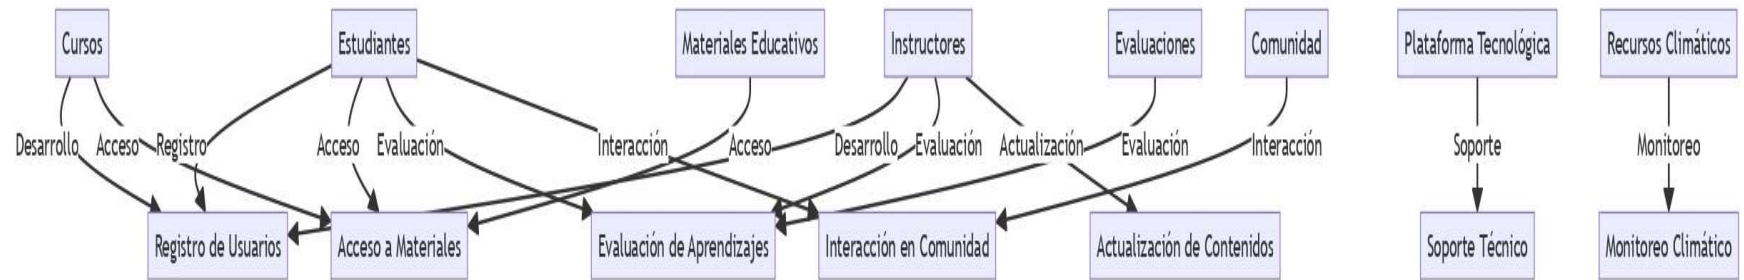 Cursos
Estudiantes
Materiales Educativos
Instructores
Evaluaciones
Comunidad
Plataforma Tecnológica
Recursos Climáticos
Desarrollo
Acceso
Registro
Acceso
Evaluación
Interacción
Acceso
Desarrollo
Evaluación
Actualización
Evaluación
Interacción
Soporte
Monitoreo
Registro de Usuarios
Acceso a Materiales
Evaluación de Aprendizajes
Interacción en Comunidad
Actualización de Contenidos
Soporte Técnico
Monitoreo Climático